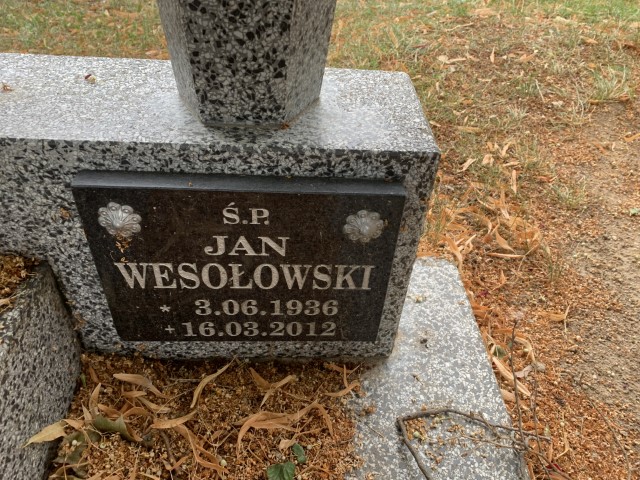 Ś.P.
JAN
WESOŁOWSKI
* 3.06.1936
+ 16.03.2012